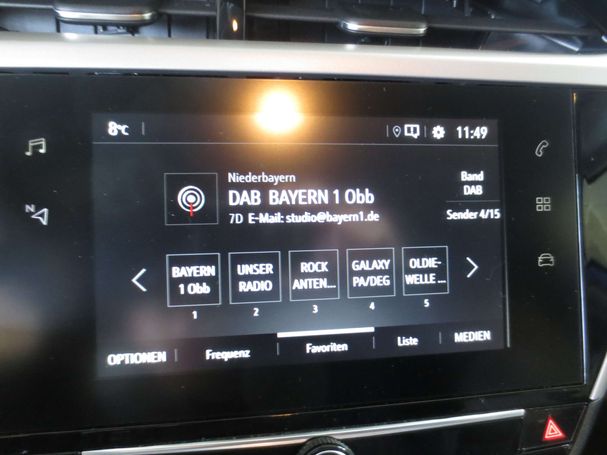 8°C
11:49
Niederbayern
DAB BAYERN 1 Obb
7D E-Mail: studio@bayern1.de
Band
DAB
Sender 4/15
BAYERN
1 Obb
UNSER
RADIO
ROCK
ANTEN...
GALAXY
PA/DEG
OLDIE-
WELLE ...
1 2 3 4 5
OPTIONEN Frequenz Favoriten Liste MEDIEN
N